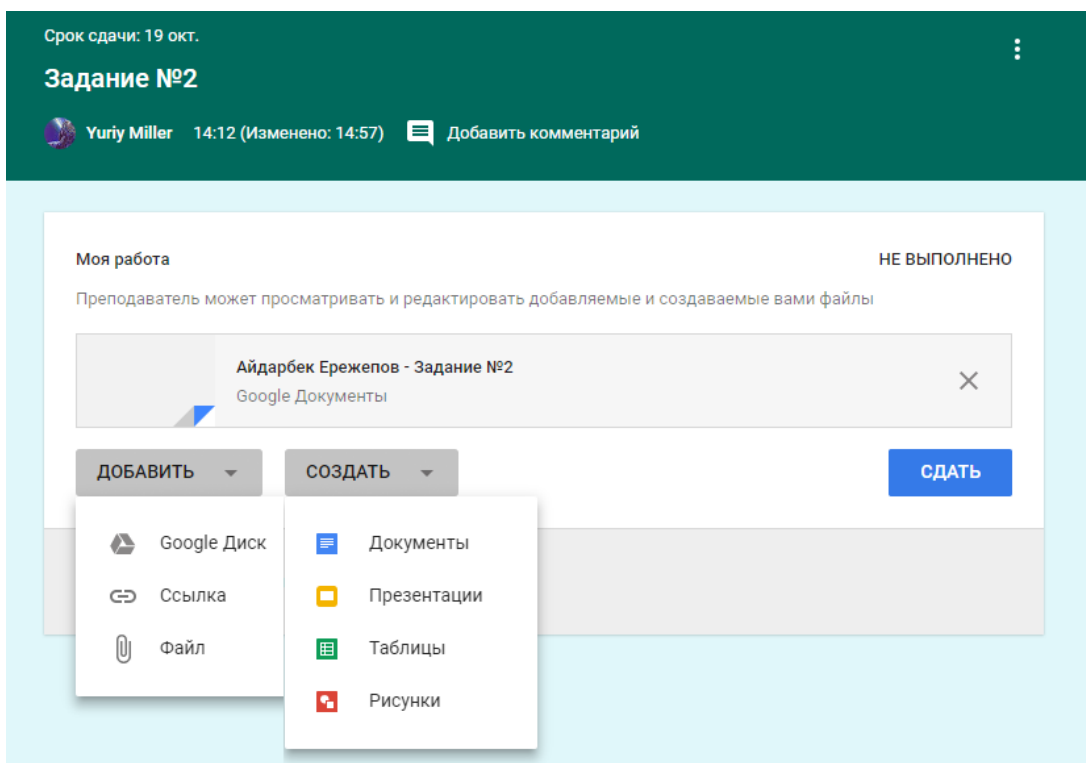 Срок сдачи: 19 окт.
Задание №2
Yuriy Miller 14:12 (Изменено: 14:57) Добавить комментарий
Моя работа НЕ ВЫПОЛНЕНО
Преподаватель может просматривать и редактировать добавляемые и создаваемые вами файлы
Айдарбек Ережепов - Задание №2
Google Документы
ДОБАВИТЬ СОЗДАТЬ СДАТЬ
Google Диск Документы
Ссылка Презентации
Файл Таблицы
Рисунки